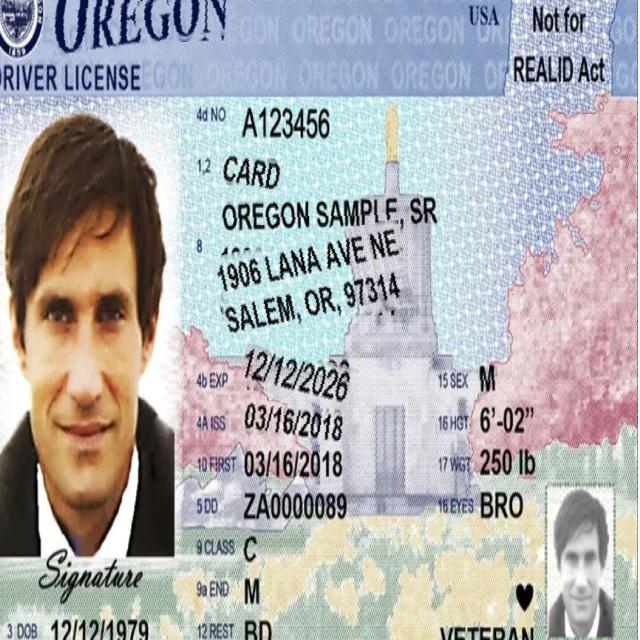 OREGON
USA
Not for
REALID Act
DRIVER LICENSE
4d NO A123456
1,2 CARD
OREGON SAMPLE, SR
8 1906 LANA AVE NE
SALEM, OR, 97314
4b EXP 12/12/2026 15 SEX M
4A ISS 03/16/2018 16 HGT 6'-02"
10 FIRST 03/16/2018 17 WGT 250 lb
5 DD ZA0000089 18 EYES BRO
9 CLASS C
Signature
9a END M
3 DOB 12/12/1979 12 REST BD VETERAN